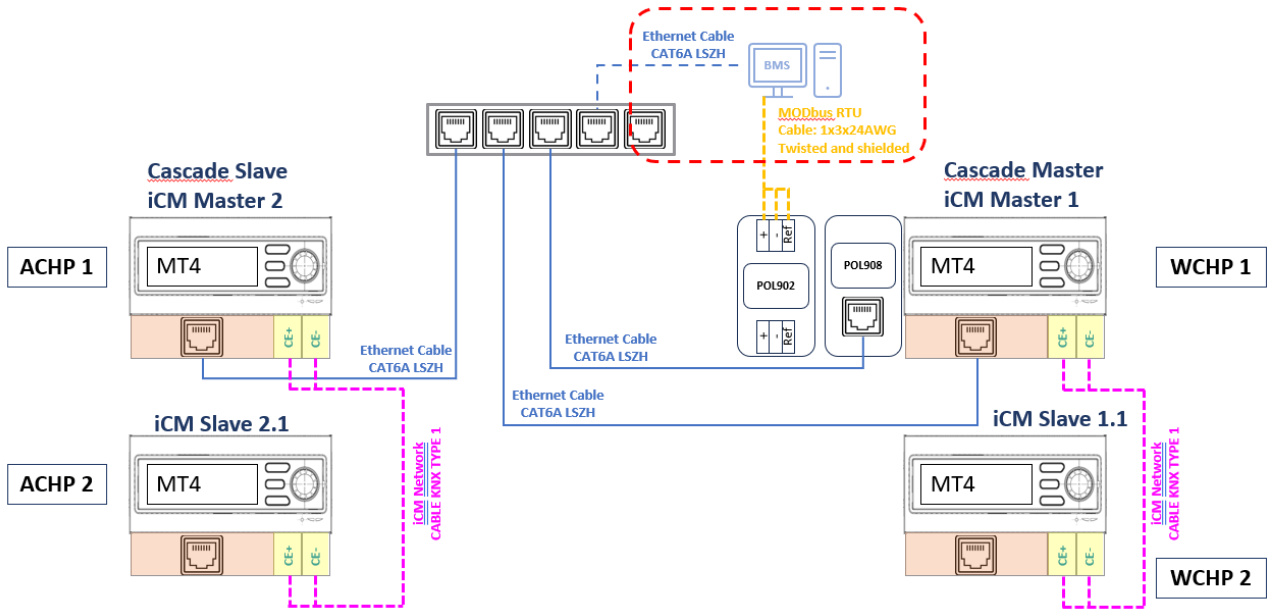 Ethernet Cable
CAT6A LSZH
BMS
MODbus RTU
Cable: 1x3x24AWG
Twisted and shielded
Cascade Slave
iCM Master 2
Cascade Master
iCM Master 1
ACHP 1
MT4
CE+
CE-
+
-
Ref
POL902
+
-
Ref
POL908
MT4
CE+
CE-
WCHP 1
Ethernet Cable
CAT6A LSZH
Ethernet Cable
CAT6A LSZH
Ethernet Cable
CAT6A LSZH
iCM Slave 2.1
iCM Slave 1.1
ACHP 2
MT4
CE+
CE-
iCM Network
CABLE KNX TYPE 1
MT4
CE+
CE-
iCM Network
CABLE KNX TYPE 1
WCHP 2